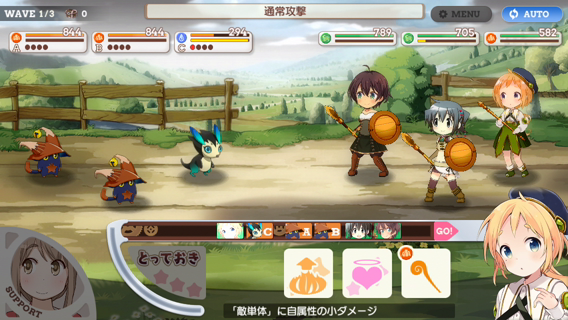 WAVE 1/3 0
通常攻撃
MENU
AUTO
A 844
B 844
C 294
789
705
582
C A B GO!
とっておき
SUPPORT
「敵単体」に自属性の小ダメージ